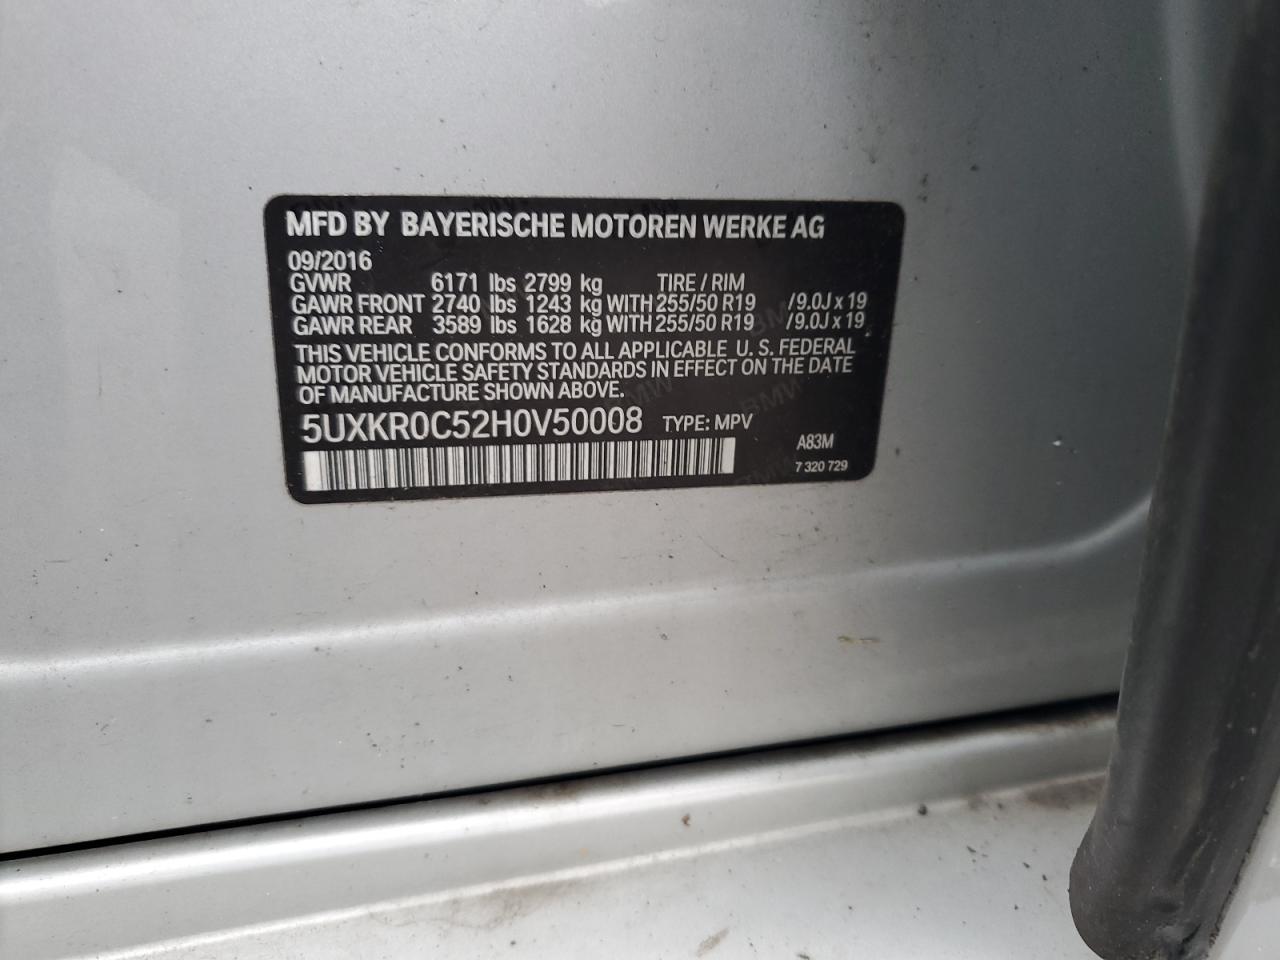 MFD BY BAYERISCHE MOTOREN WERKE AG
09/2016
GVWR 6171 lbs 2799 kg TIRE / RIM
GAWR FRONT 2740 lbs 1243 kg WITH 255/50 R19 /9.0J x 19
GAWR REAR 3589 lbs 1628 kg WITH 255/50 R19 /9.0J x 19
THIS VEHICLE CONFORMS TO ALL APPLICABLE U. S. FEDERAL
MOTOR VEHICLE SAFETY STANDARDS IN EFFECT ON THE DATE
OF MANUFACTURE SHOWN ABOVE.
5UXKR0C52H0V50008 TYPE: MPV
A83M
7 320 729